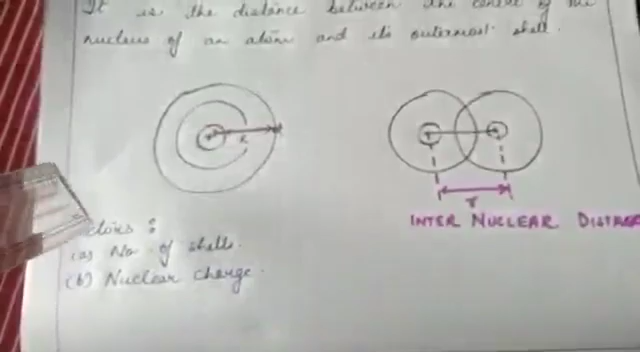 It is the distance between the centre of the
nucleus of an atom and its outermost shell.
r
r
INTER NUCLEAR DISTAN
ctors :
(a) No. of shells.
(b) Nuclear charge.